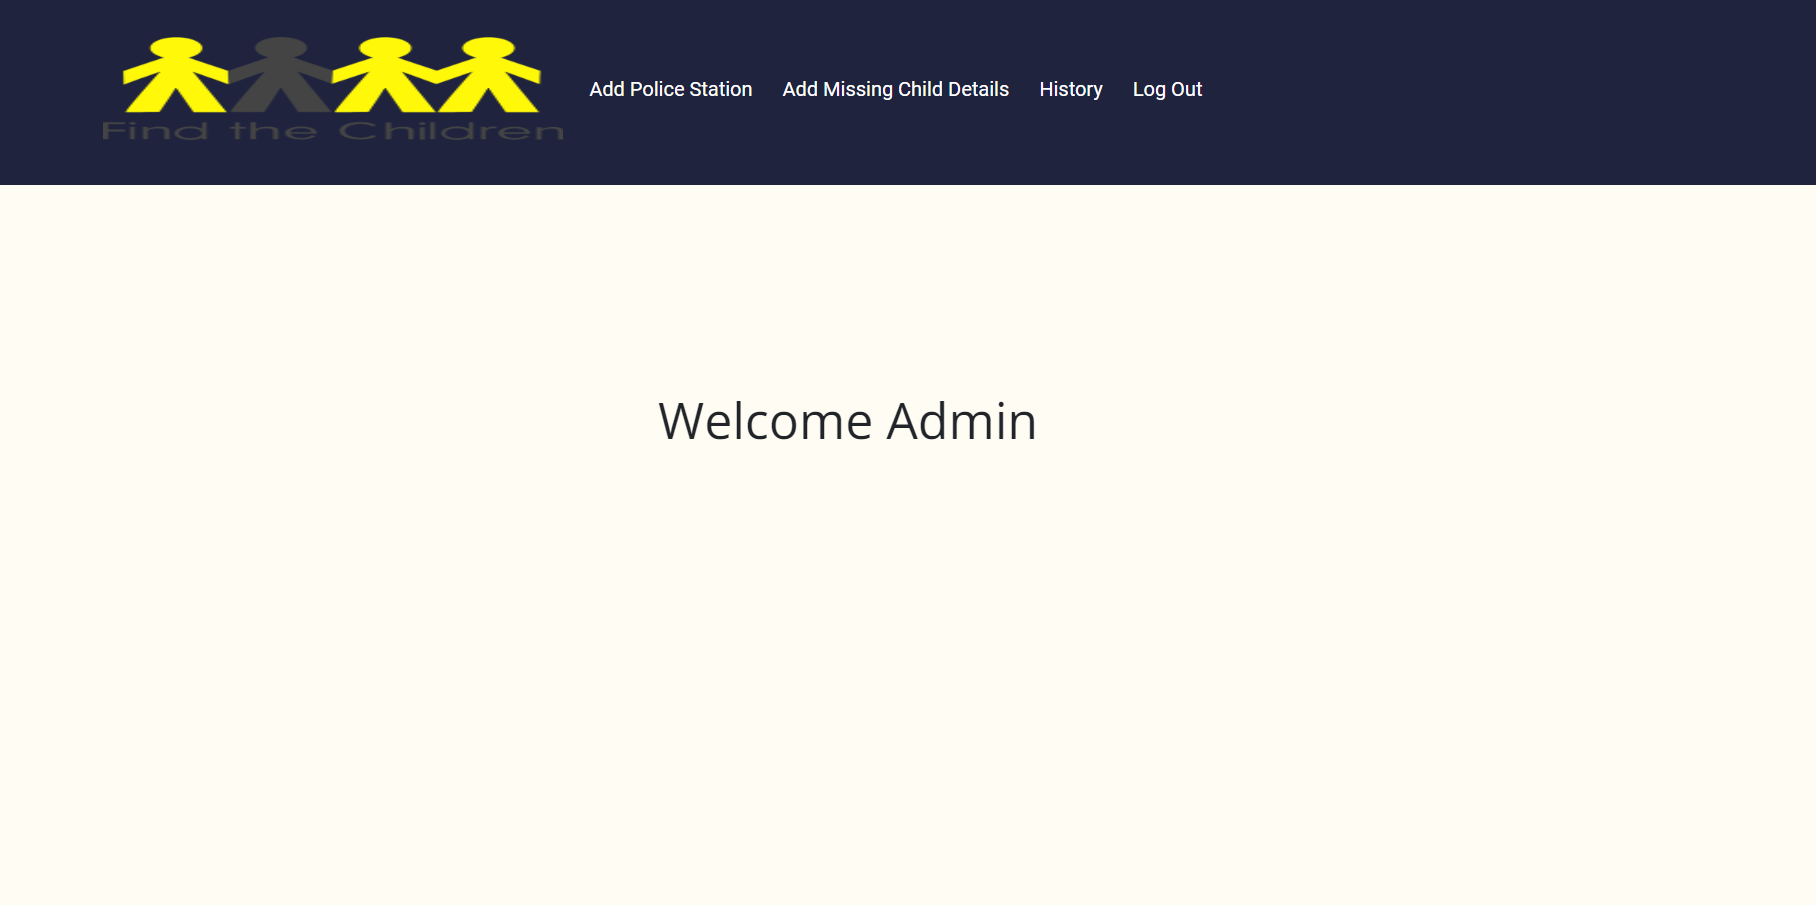 Find the Children
Add Police Station Add Missing Child Details History Log Out
Welcome Admin